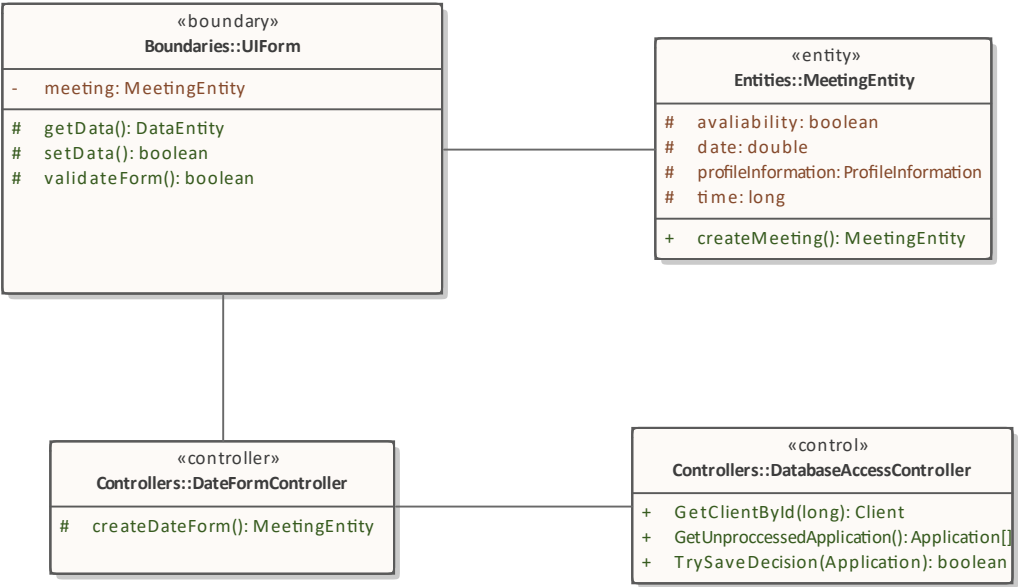 «boundary»
Boundaries::UIForm
- meeting: MeetingEntity
# getData(): DataEntity
# setData(): boolean
# validateForm(): boolean
«entity»
Entities::MeetingEntity
# avaliability: boolean
# date: double
# profileInformation: ProfileInformation
# time: long
+ createMeeting(): MeetingEntity
«controller»
Controllers::DateFormController
# createDateForm(): MeetingEntity
«control»
Controllers::DatabaseAccessController
+ GetClientById(long): Client
+ GetUnproccessedApplication(): Application[]
+ TrySaveDecision(Application): boolean